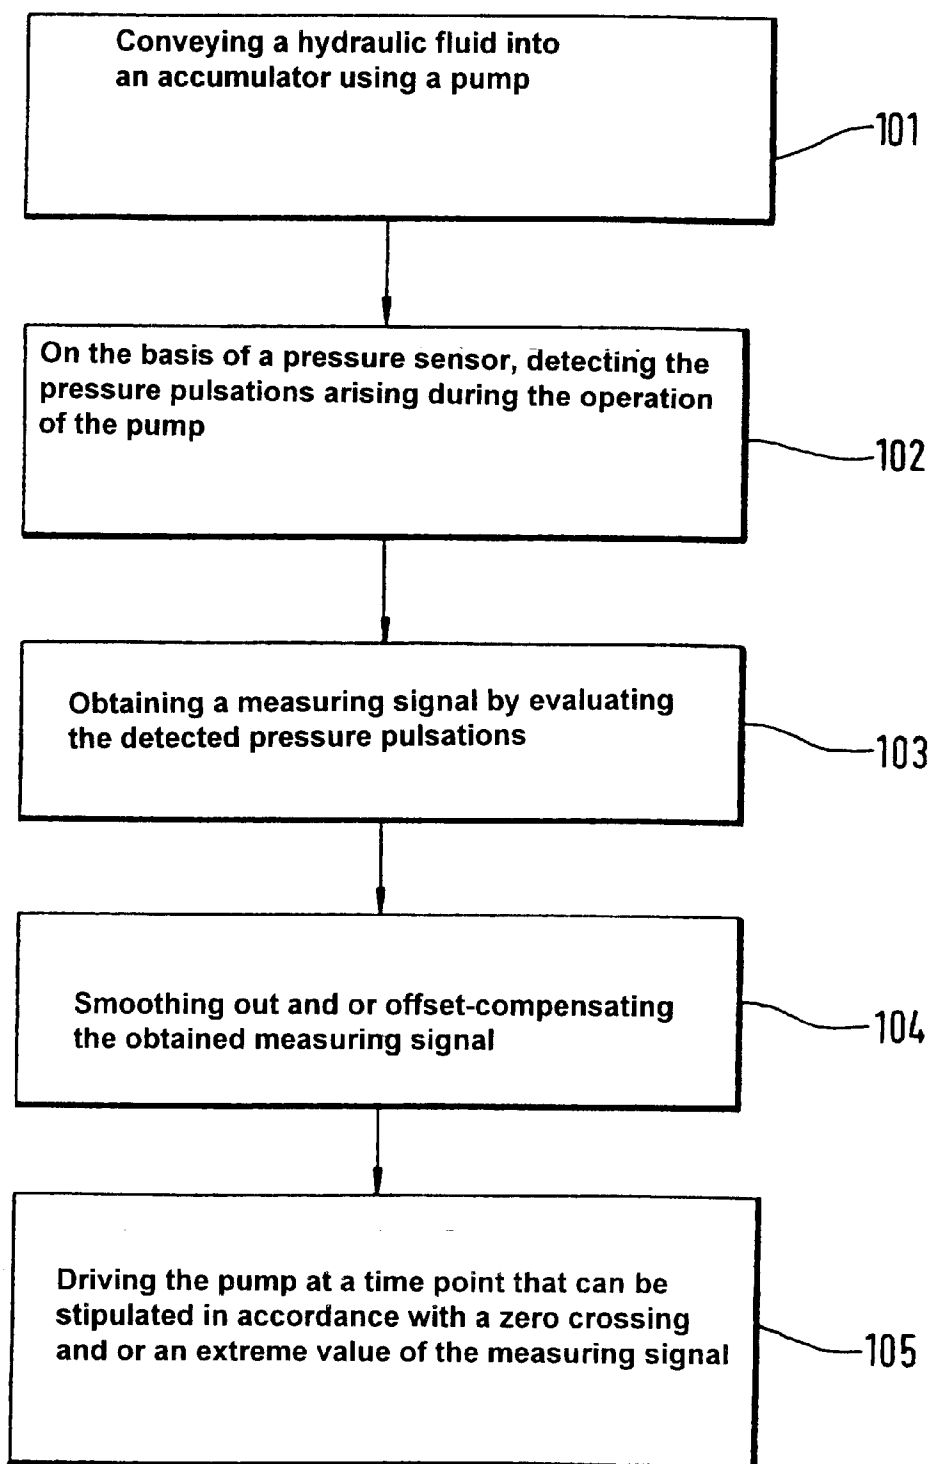 Conveying a hydraulic fluid into
an accumulator using a pump
101
On the basis of a pressure sensor, detecting the
pressure pulsations arising during the operation
of the pump
102
Obtaining a measuring signal by evaluating
the detected pressure pulsations
103
Smoothing out and or offset-compensating
the obtained measuring signal
104
Driving the pump at a time point that can be
stipulated in accordance with a zero crossing
and or an extreme value of the measuring signal
105